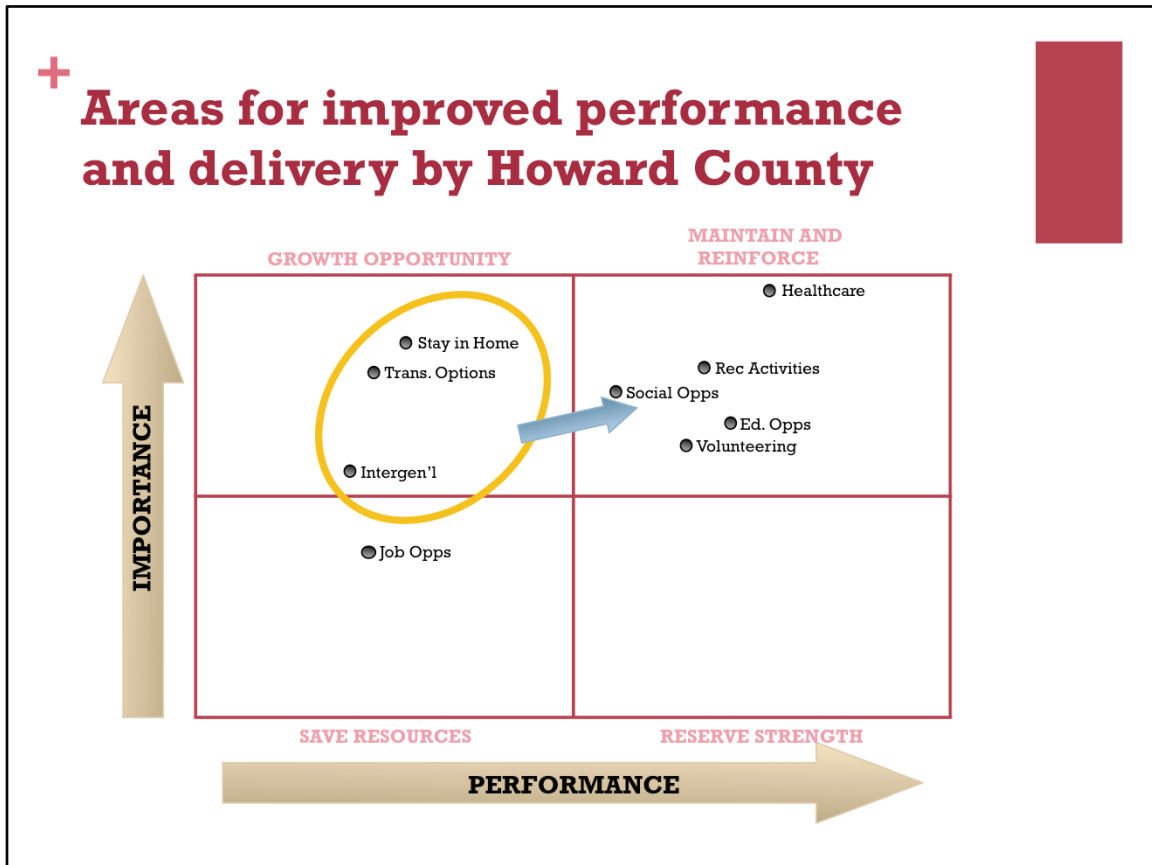 +
Areas for improved performance
and delivery by Howard County
MAINTAIN AND
REINFORCE
GROWTH OPPORTUNITY
Healthcare
Stay in Home
Rec Activities
Trans. Options
Social Opps
Ed. Opps
Volunteering
Intergen'l
Job Opps
IMPORTANCE
SAVE RESOURCES
RESERVE STRENGTH
PERFORMANCE